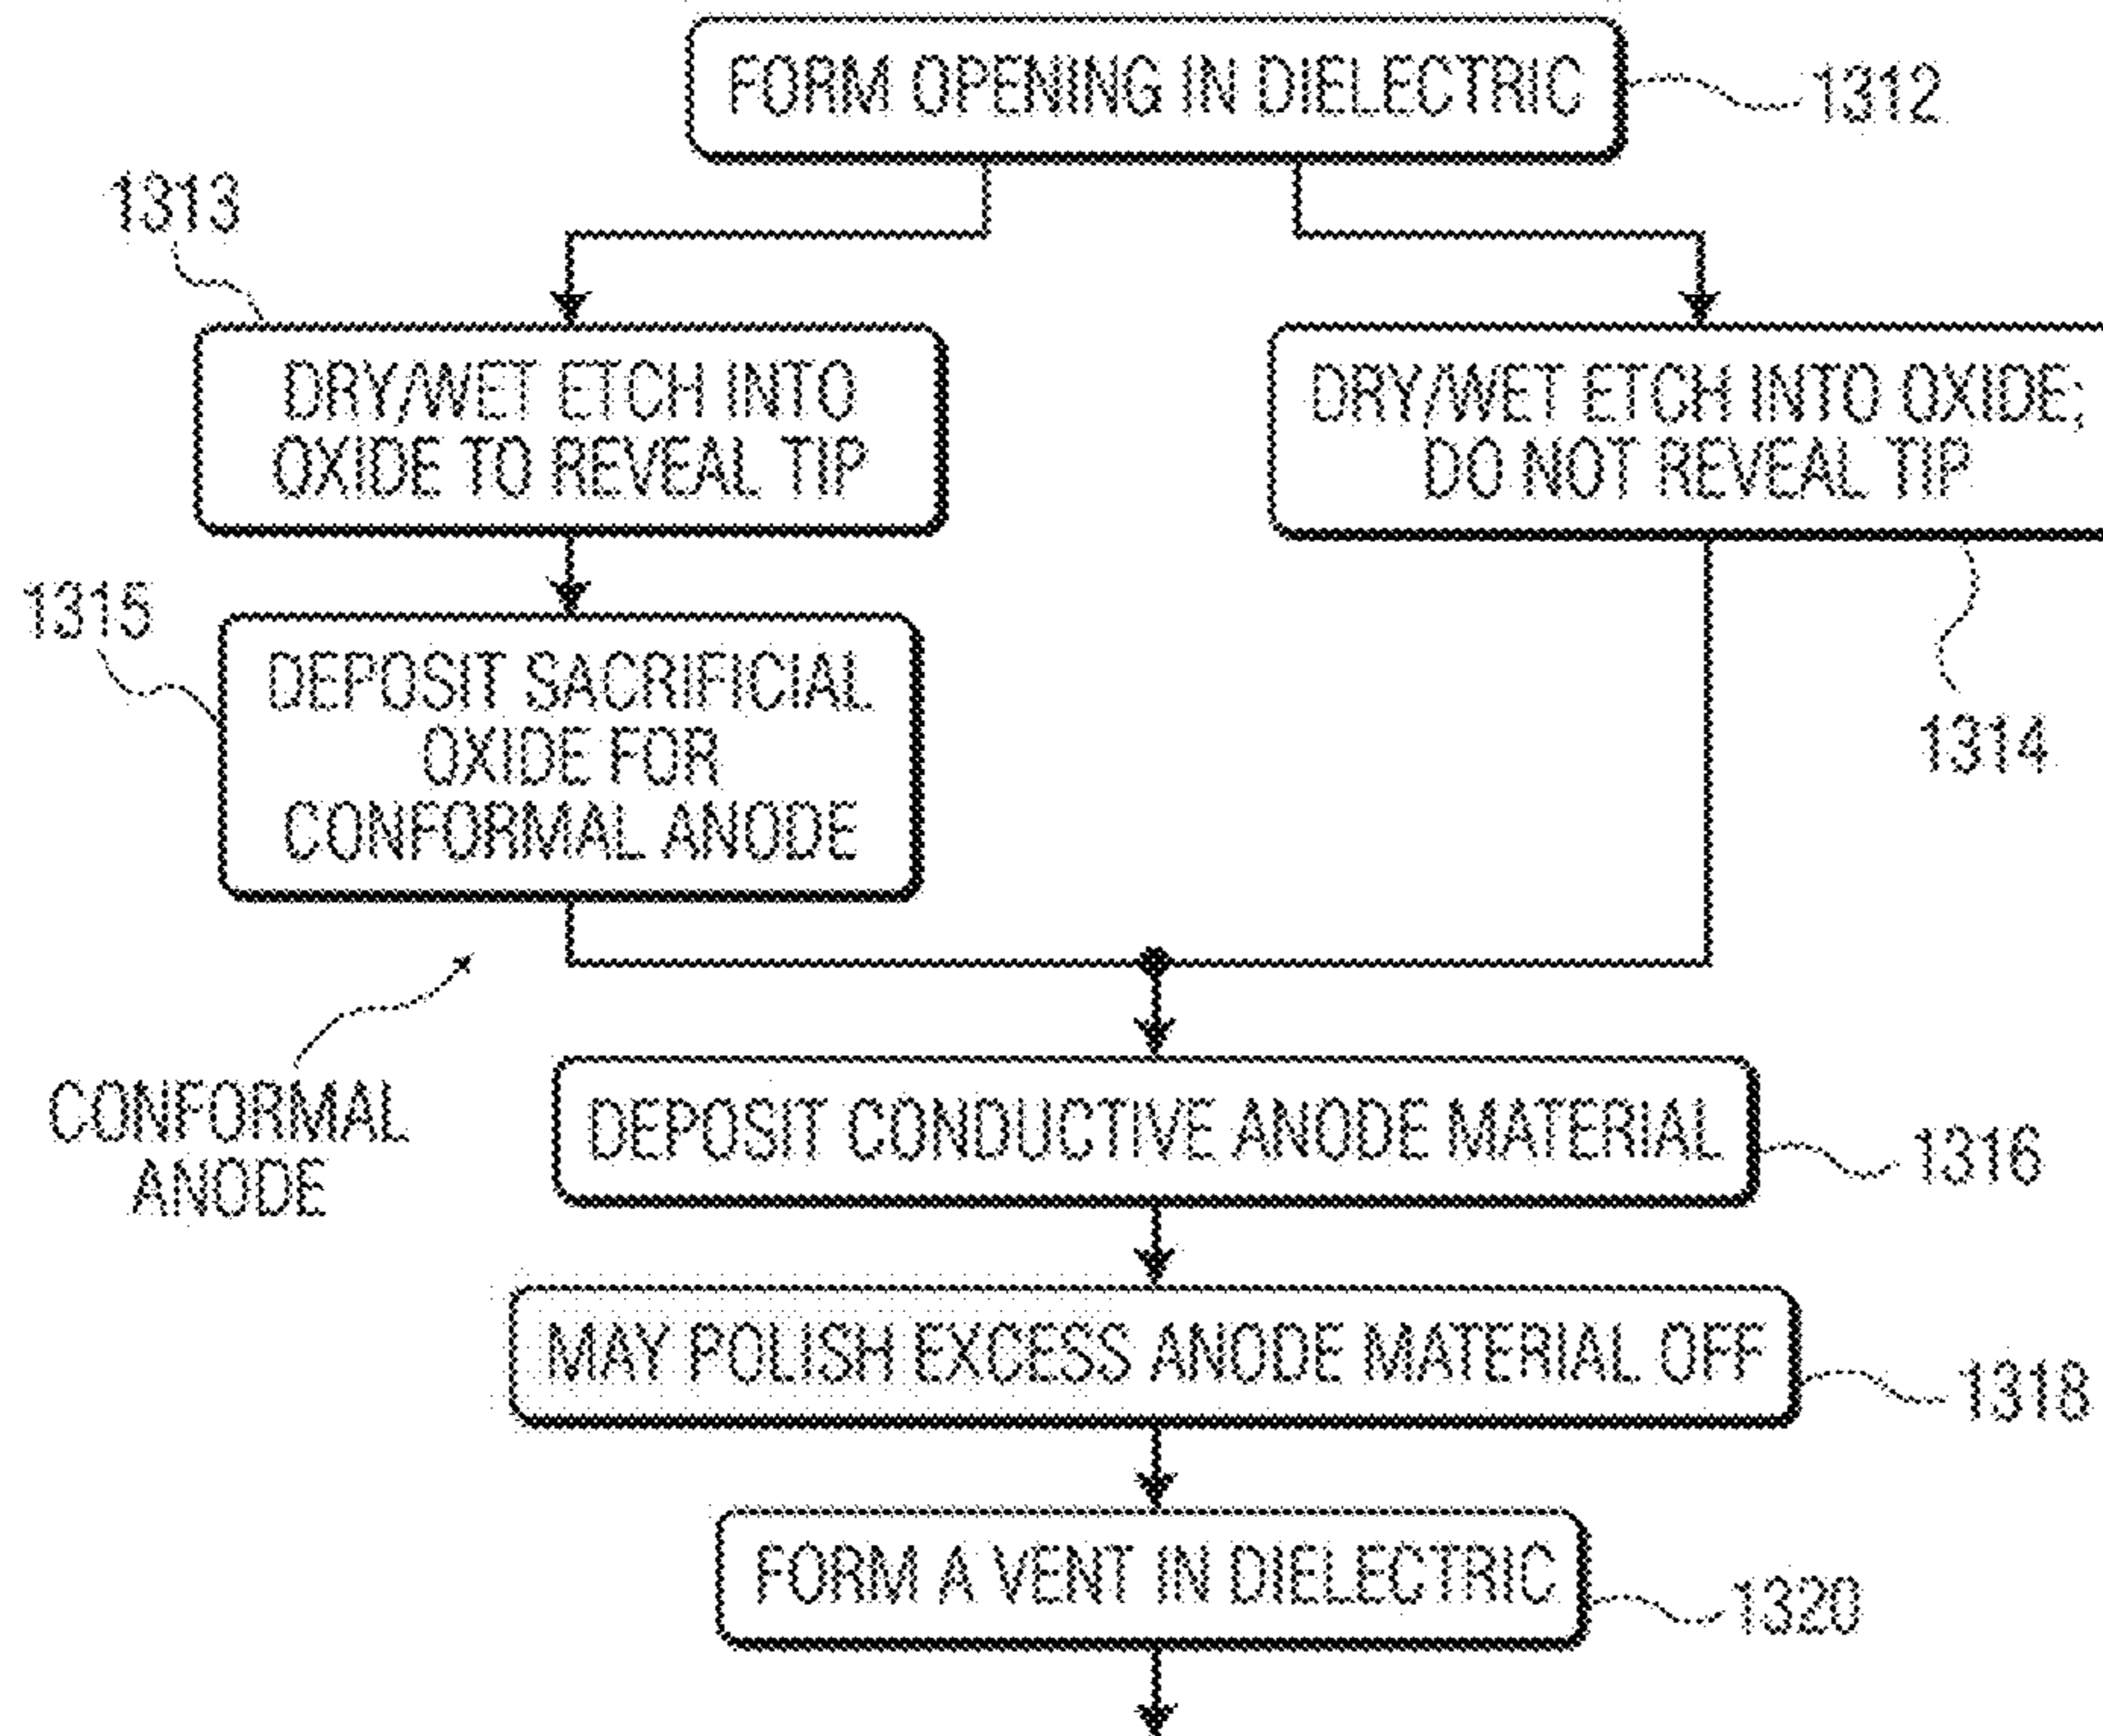 FORM OPENING IN DIELECTRIC
1312
1313
DRY/WET ETCH INTO
OXIDE TO REVEAL TIP
DRY/WET ETCH INTO OXIDE;
DO NOT REVEAL TIP
1315
DEPOSIT SACRIFICIAL
OXIDE FOR
CONFORMAL ANODE
1314
CONFORMAL
ANODE
DEPOSIT CONDUCTIVE ANODE MATERIAL
1316
MAY POLISH EXCESS ANODE MATERIAL OFF
1318
FORM A VENT IN DIELECTRIC
1320